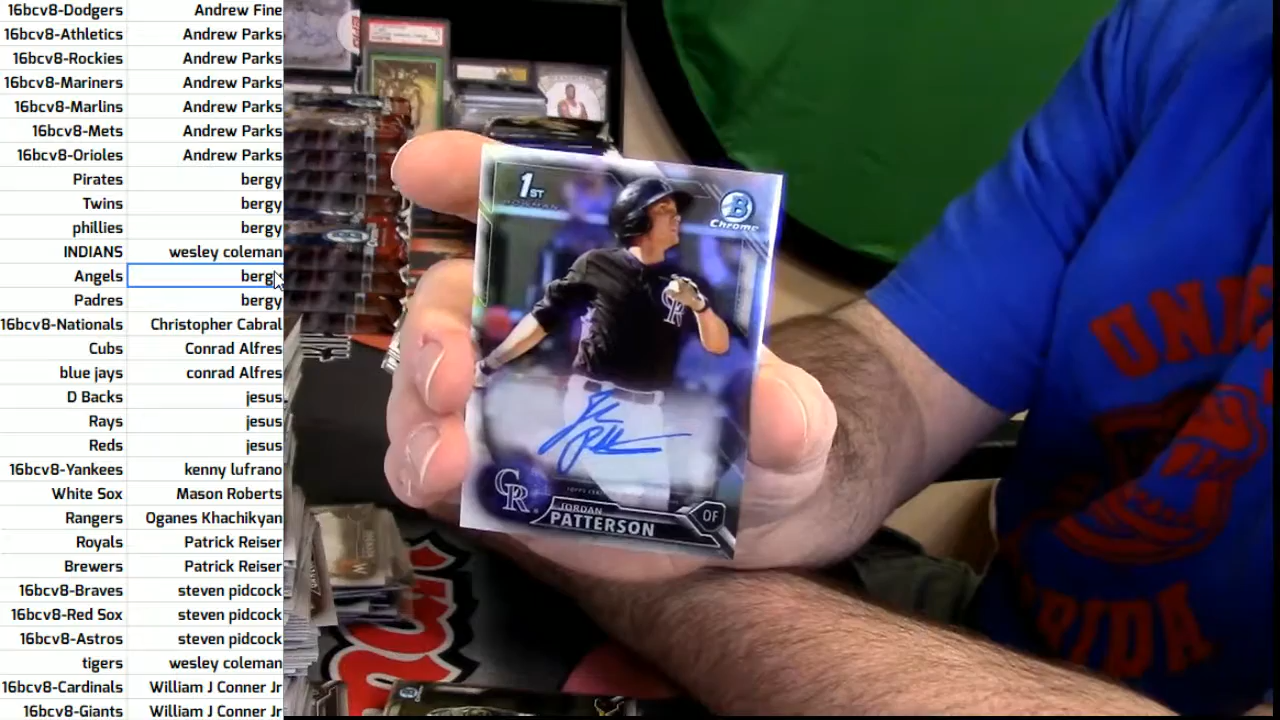 16bcv8-Dodgers Andrew Fine
16bcv8-Athletics Andrew Parks
16bcv8-Rockies Andrew Parks
16bcv8-Mariners Andrew Parks
16bcv8-Marlins Andrew Parks
16bcv8-Mets Andrew Parks
16bcv8-Orioles Andrew Parks
Pirates bergy
Twins bergy
phillies bergy
INDIANS wesley coleman
Angels berg
Padres bergy
16bcv8-Nationals Christopher Cabral
Cubs Conrad Alfres
blue jays conrad Alfres
D Backs jesus
Rays jesus
Reds jesus
16bcv8-Yankees kenny lufrano
White Sox Mason Roberts
Rangers Oganes Khachikyan
Royals Patrick Reiser
Brewers Patrick Reiser
16bcv8-Braves steven pidcock
16bcv8-Red Sox steven pidcock
16bcv8-Astros steven pidcock
tigers wesley coleman
16bcv8-Cardinals William J Conner Jr
16bcv8-Giants William J Conner Jr
1ST
BOWMAN
B
Chrome
CR
CR
JORDAN
PATTERSON
OF